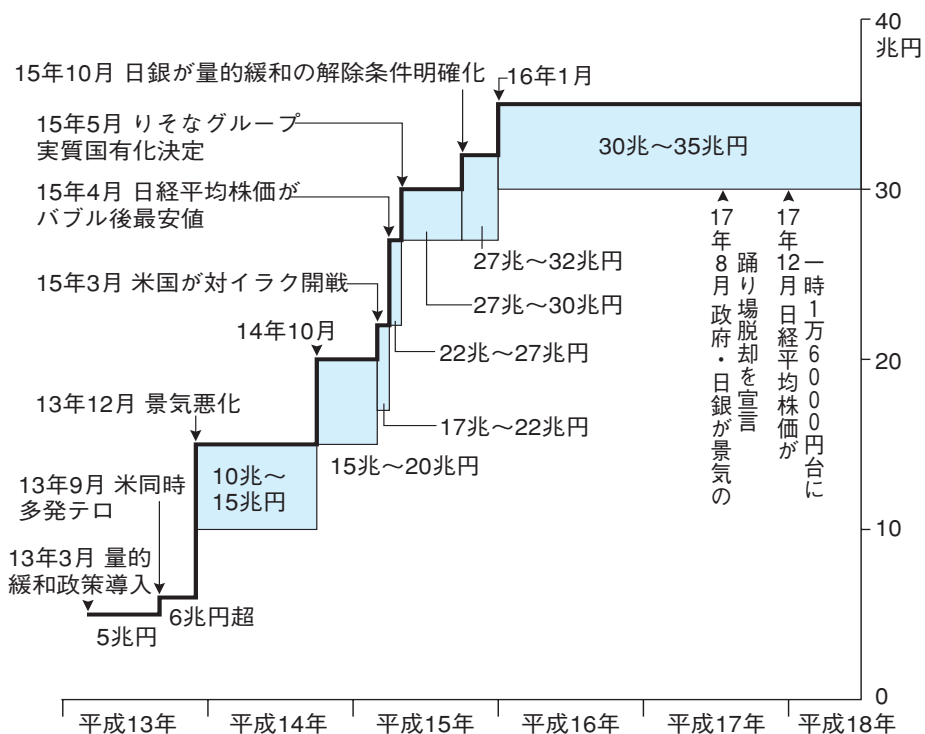 40
兆円
15年10月 日銀が量的緩和の解除条件明確化
16年1月
15年5月 りそなグループ
実質国有化決定
30兆〜35兆円
15年4月 日経平均株価が
バブル後最安値
30
17年8月 政府・日銀が景気の
踊り場脱却を宣言
17年12月 日経平均株価が
一時1万6000円台に
27兆〜32兆円
15年3月 米国が対イラク開戦
27兆〜30兆円
14年10月
22兆〜27兆円
20
13年12月 景気悪化
17兆〜22兆円
15兆〜20兆円
10兆〜
15兆円
13年9月 米同時
多発テロ
10
13年3月 量的
緩和政策導入
6兆円超
5兆円
0
平成13年
平成14年
平成15年
平成16年
平成17年
平成18年